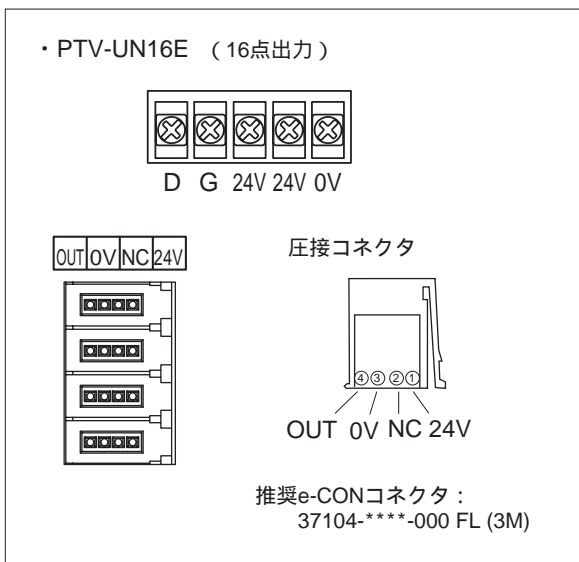 ・PTV-UN16E （16点出力）
D G 24V 24V 0V
OUT 0V NC 24V
圧接コネクタ
④③②①
OUT 0V NC 24V
推奨e-CONコネクタ：
37104-****-000 FL (3M)